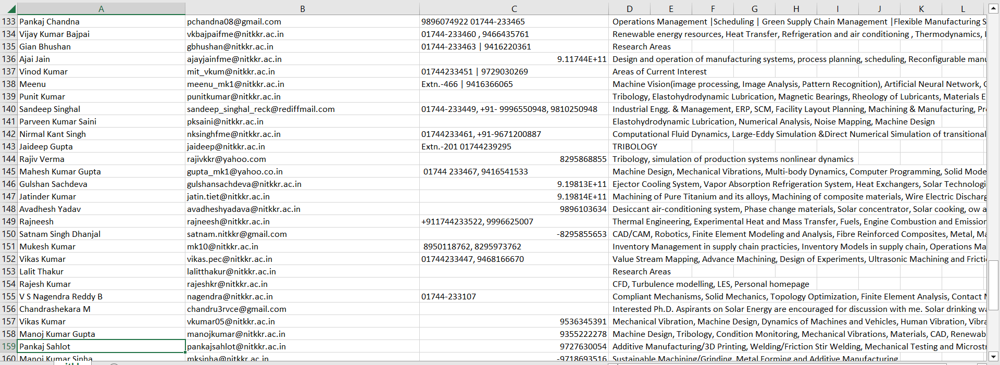 A B C D E F G H I J K L
133 Pankaj Chandna pchandna08@gmail.com 9896074922 01744-233465 Operations Management |Scheduling | Green Supply Chain Management |Flexible Manufacturing S
134 Vijay Kumar Bajpai vkbajpaifme@nitkkr.ac.in 01744-233460 , 9466435761 Renewable energy resources, Heat Transfer, Refrigeration and air conditioning , Thermodynamics, I
135 Gian Bhushan gbhushan@nitkkr.ac.in 01744-233463 | 9416220361 Research Areas
136 Ajai Jain ajayjainfme@nitkkr.ac.in 9.11744E+11 Design and operation of manufacturing systems, process planning, scheduling, Reconfigurable manu
137 Vinod Kumar mit_vkum@nitkkr.ac.in 01744233451 | 9729030269 Areas of Current Interest
138 Meenu meenu_mk1@nitkkr.ac.in Extn.-466 | 9416366065 Machine Vision(image processing, Image Analysis, Pattern Recognition), Artificial Neural Network,
139 Punit Kumar punitkumar@nitkkr.ac.in Tribology, Elastohydrodynamic Lubrication, Magnetic Bearings, Rheology of Lubricants, Materials E
140 Sandeep Singhal sandeep_singhal_reck@rediffmail.com 01744-233449, +91- 9996550948, 9810250948 Industrial Engg. & Management, ERP, SCM, Facility Layout Planning, Machining & Manufacturing, Pr
141 Parveen Kumar Saini pksaini@nitkkr.ac.in Elastohydrodynamic Lubrication, Numerical Analysis, Noise Mapping, Machine Design
142 Nirmal Kant Singh nksinghfme@nitkkr.ac.in 01744233461, +91-9671200887 Computational Fluid Dynamics, Large-Eddy Simulation &Direct Numerical Simulation of transitional
143 Jaideep Gupta jaideep@nitkkr.ac.in Extn.-201 01744239295 TRIBOLOGY
144 Rajiv Verma rajivkkr@yahoo.com 8295868855 Tribology, simulation of production systems nonlinear dynamics
145 Mahesh Kumar Gupta gupta_mk1@yahoo.co.in 01744 233467, 9416541533 Machine Design, Mechanical Vibrations, Multi-body Dynamics, Computer Programming, Solid Mode
146 Gulshan Sachdeva gulshansachdeva@nitkkr.ac.in 9.19813E+11 Ejector Cooling System, Vapor Absorption Refrigeration System, Heat Exchangers, Solar Technologi
147 Jatinder Kumar jatin.tiet@nitkkr.ac.in 9.19814E+11 Machining of Pure Titanium and its alloys, Machining of composite materials, Wire Electric Discharg
148 Avadhesh Yadav avadheshyadava@nitkkr.ac.in 9896103634 Desiccant air-conditioning system, Phase change materials, Solar concentrator, Solar cooking, ow a
149 Rajneesh rajneesh@nitkkr.ac.in +911744233522, 9996625007 Thermal Engineering, Experimental Heat and Mass Transfer, Fuels, Engine Combustion and Emission
150 Satnam Singh Dhanjal satnam.nitkkr@gmail.com -8295855653 CAD/CAM, Robotics, Finite Element Modeling and Analysis, Fibre Reinforced Composites, Metal, Ma
151 Mukesh Kumar mk10@nitkkr.ac.in 8950118762, 8295973762 Inventory Management in supply chain practicies, Inventory Models in supply chain, Operations Ma
152 Vikas Kumar vikas.pec@nitkkr.ac.in 01744233447, 9468166670 Value Stream Mapping, Advance Machining, Design of Experiments, Ultrasonic Machining and Fricti
153 Lalit Thakur lalitthakur@nitkkr.ac.in Research Areas
154 Rajesh Kumar rajeshkr@nitkkr.ac.in CFD, Turbulence modelling, LES, Personal homepage
155 V S Nagendra Reddy B nagendra@nitkkr.ac.in 01744-233107 Compliant Mechanisms, Solid Mechanics, Topology Optimization, Finite Element Analysis, Contact
156 Chandrashekara M chandru3rvce@gmail.com Interested Ph.D. Aspirants on Solar Energy are encouraged for discussion with me. Solar drinking wa
157 Vikas Kumar vkumar05@nitkkr.ac.in 9536345391 Mechanical Vibration, Machine Design, Dynamics of Machines and Vehicles, Human Vibration, Vibra
158 Manoj Kumar Gupta manojkumar@nitkkr.ac.in 9355222278 Machine Design, Tribology, Condition Monitoring, Mechanical Vibrations, Materials, CAD, Renewab
159 Pankaj Sahlot pankajsahlot@nitkkr.ac.in 9727630054 Additive Manufacturing/3D Printing, Welding/Friction Stir Welding, Mechanical Testing and Microstr
160 Manoj Kumar Sinha mksinha@nitkkr.ac.in -9718693516 Sustainable Machining/Grinding, Metal Forming and Additive Manufacturing